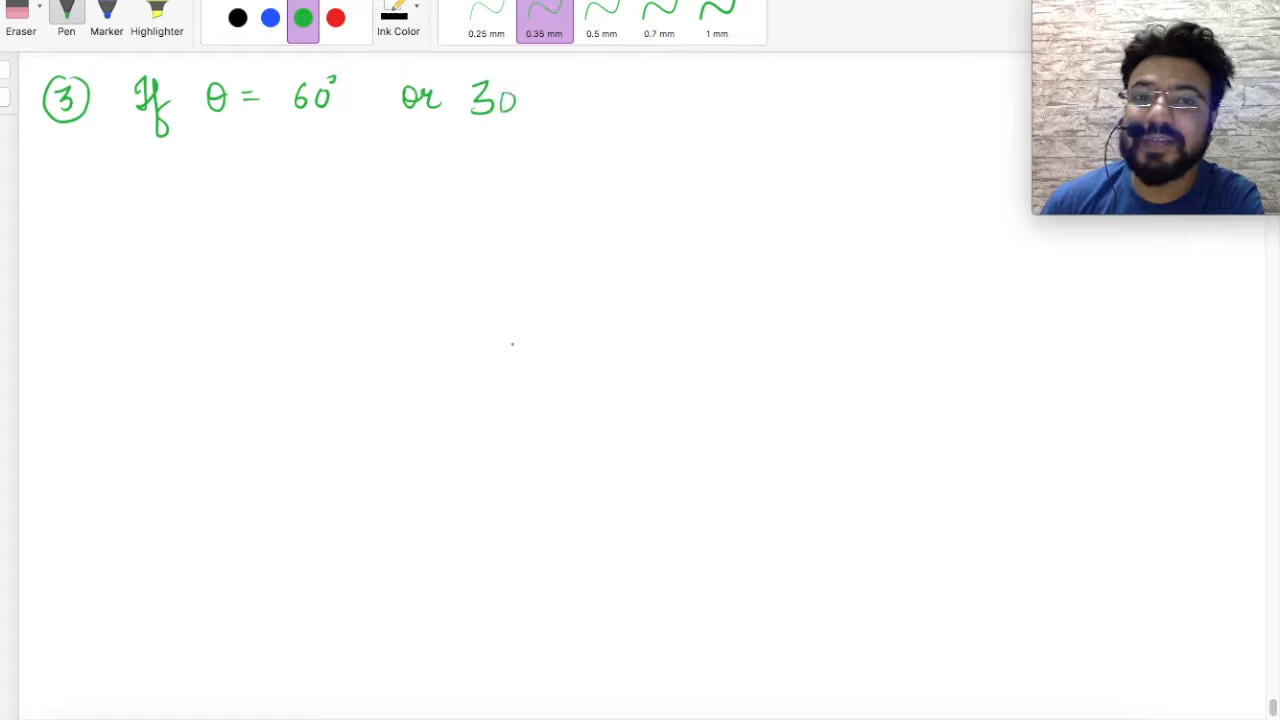 Eraser Pen Marker Highlighter Ink Color 0.25 mm 0.35 mm 0.5 mm 0.7 mm 1 mm
③ If θ = 60° or 30